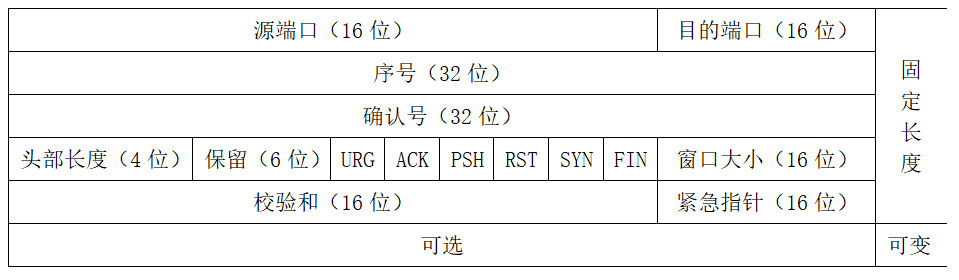 源端口（16 位） 目的端口（16 位）
序号（32 位）
确认号（32 位）
头部长度（4 位） 保留（6 位） URG ACK PSH RST SYN FIN 窗口大小（16 位）
校验和（16 位） 紧急指针（16 位）
固
定
长
度
可选 可变